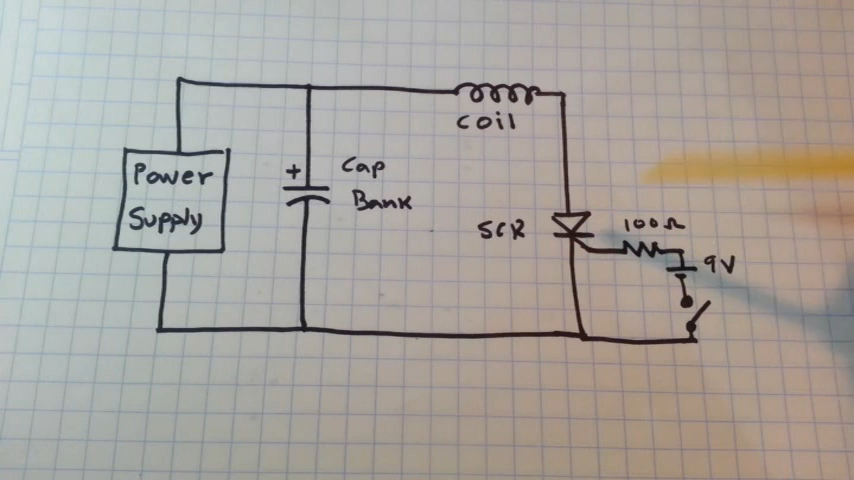 coil
+
Cap
Bank
Power
Supply
SCR
100Ω
9V